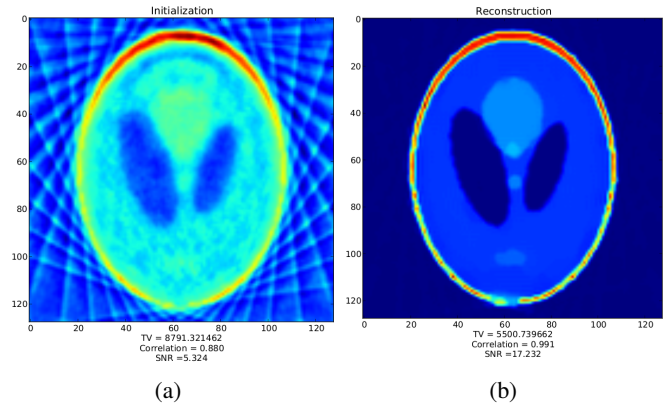 Initialization
0
20
40
60
80
100
120
0 20 40 60 80 100 120
TV = 8791.321462
Correlation = 0.880
SNR =5.324
(a)
Reconstruction
0
20
40
60
80
100
120
0 20 40 60 80 100 120
TV = 5500.739662
Correlation = 0.991
SNR =17.232
(b)